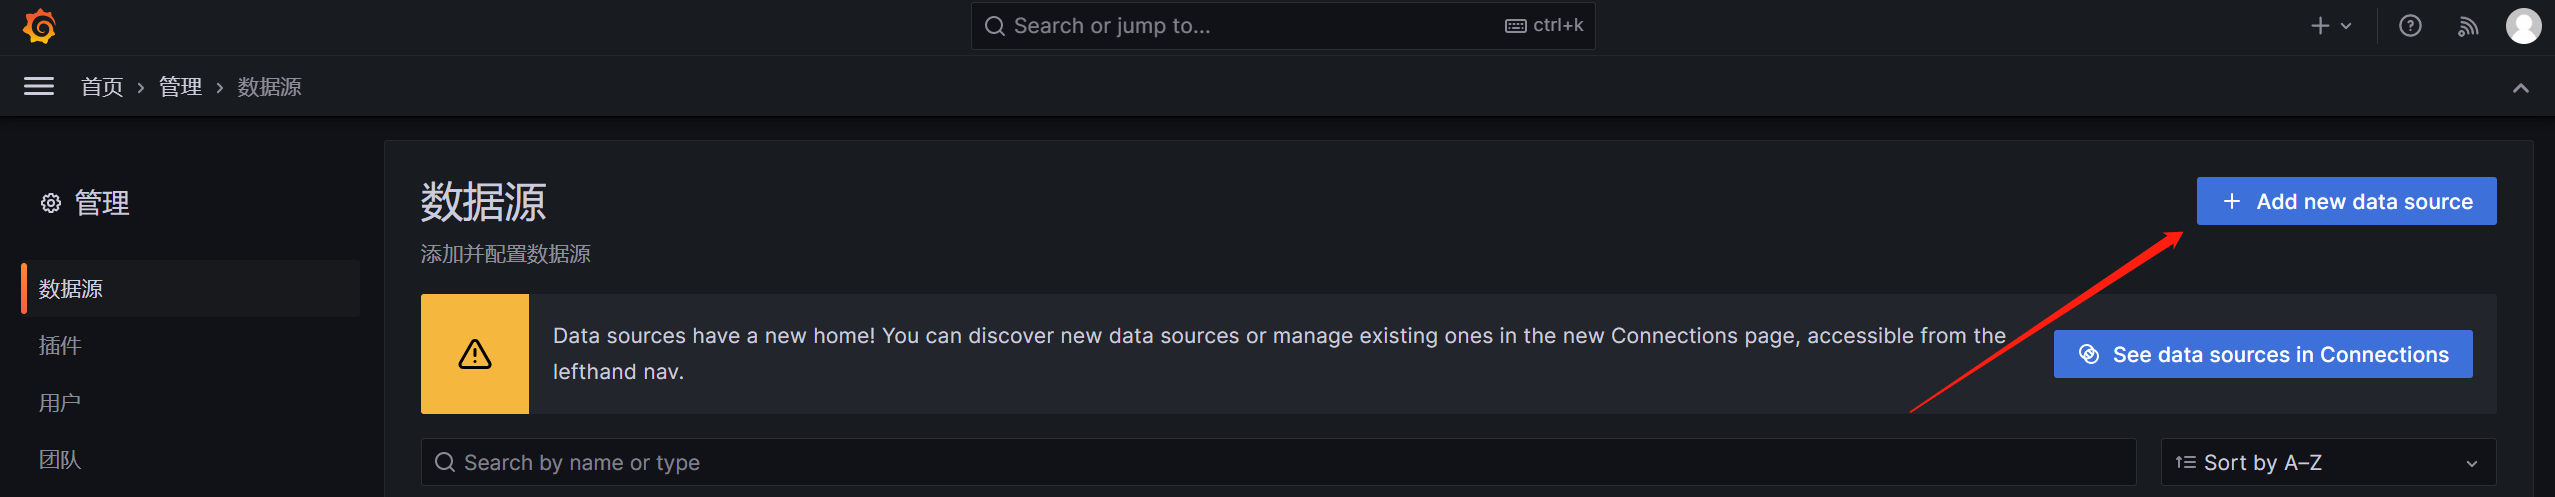 Search or jump to...
ctrl+k
首页 › 管理 › 数据源
管理
数据源
插件
用户
团队
数据源
添加并配置数据源
+ Add new data source
Data sources have a new home! You can discover new data sources or manage existing ones in the new Connections page, accessible from the
lefthand nav.
See data sources in Connections
Search by name or type
Sort by A–Z